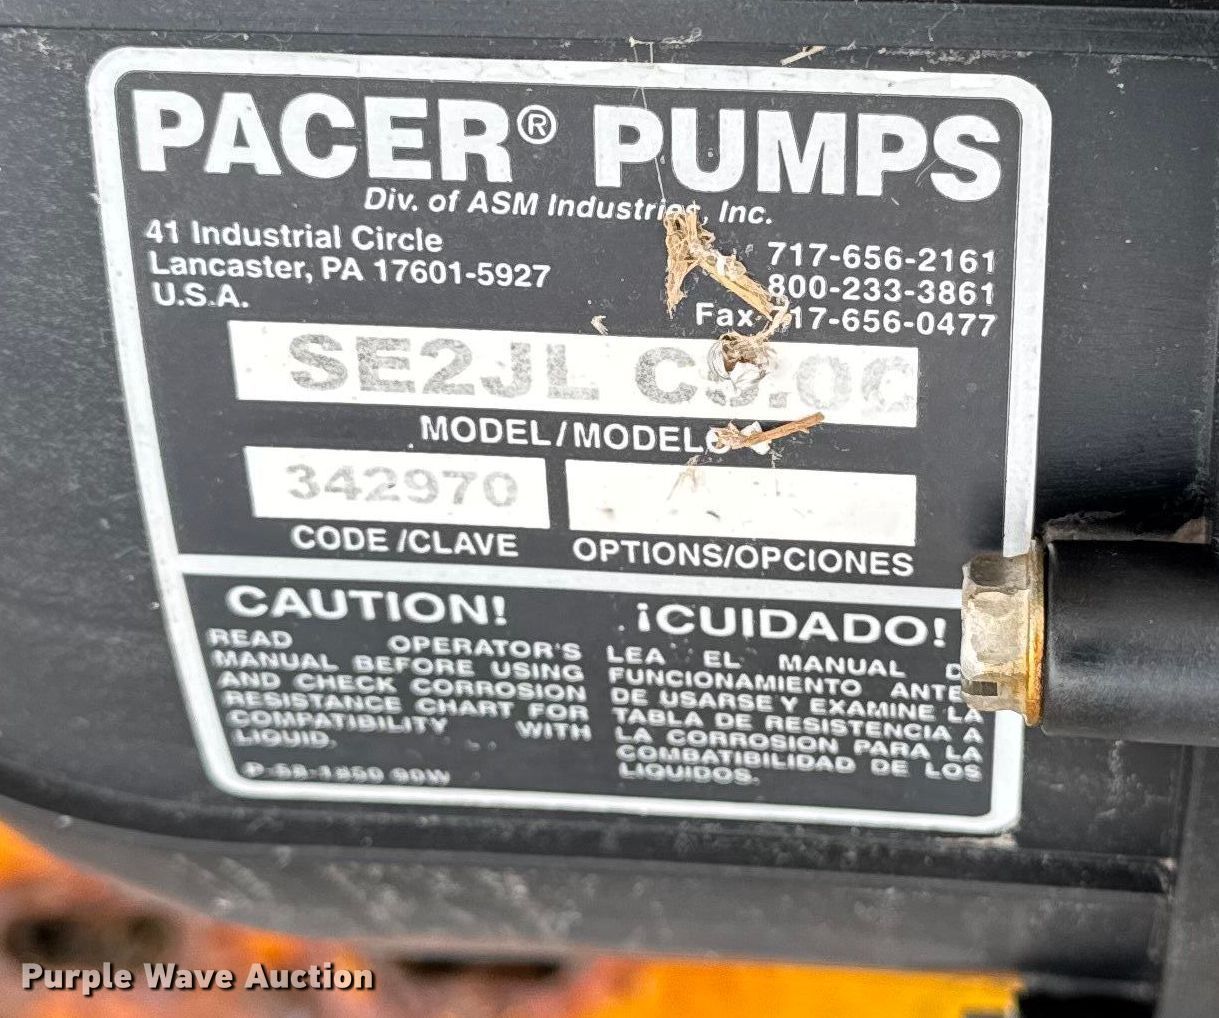 PACER® PUMPS
Div. of ASM Industries, Inc.
41 Industrial Circle
Lancaster, PA 17601-5927
U.S.A.
717-656-2161
800-233-3861
Fax 717-656-0477
SE2JL
MODEL/MODELO
342970
CODE /CLAVE
OPTIONS/OPCIONES
CAUTION!
READ OPERATOR'S
MANUAL BEFORE USING
AND CHECK CORROSION
RESISTANCE CHART FOR
COMPATIBILITY WITH
LIQUID.
¡CUIDADO!
LEA EL MANUAL
FUNCIONAMIENTO ANTE
DE USARSE Y EXAMINE LA
TABLA DE RESISTENCIA A
LA CORROSION PARA LA
COMBATIBILIDAD DE LOS
LIQUIDOS.
Purple Wave Auction